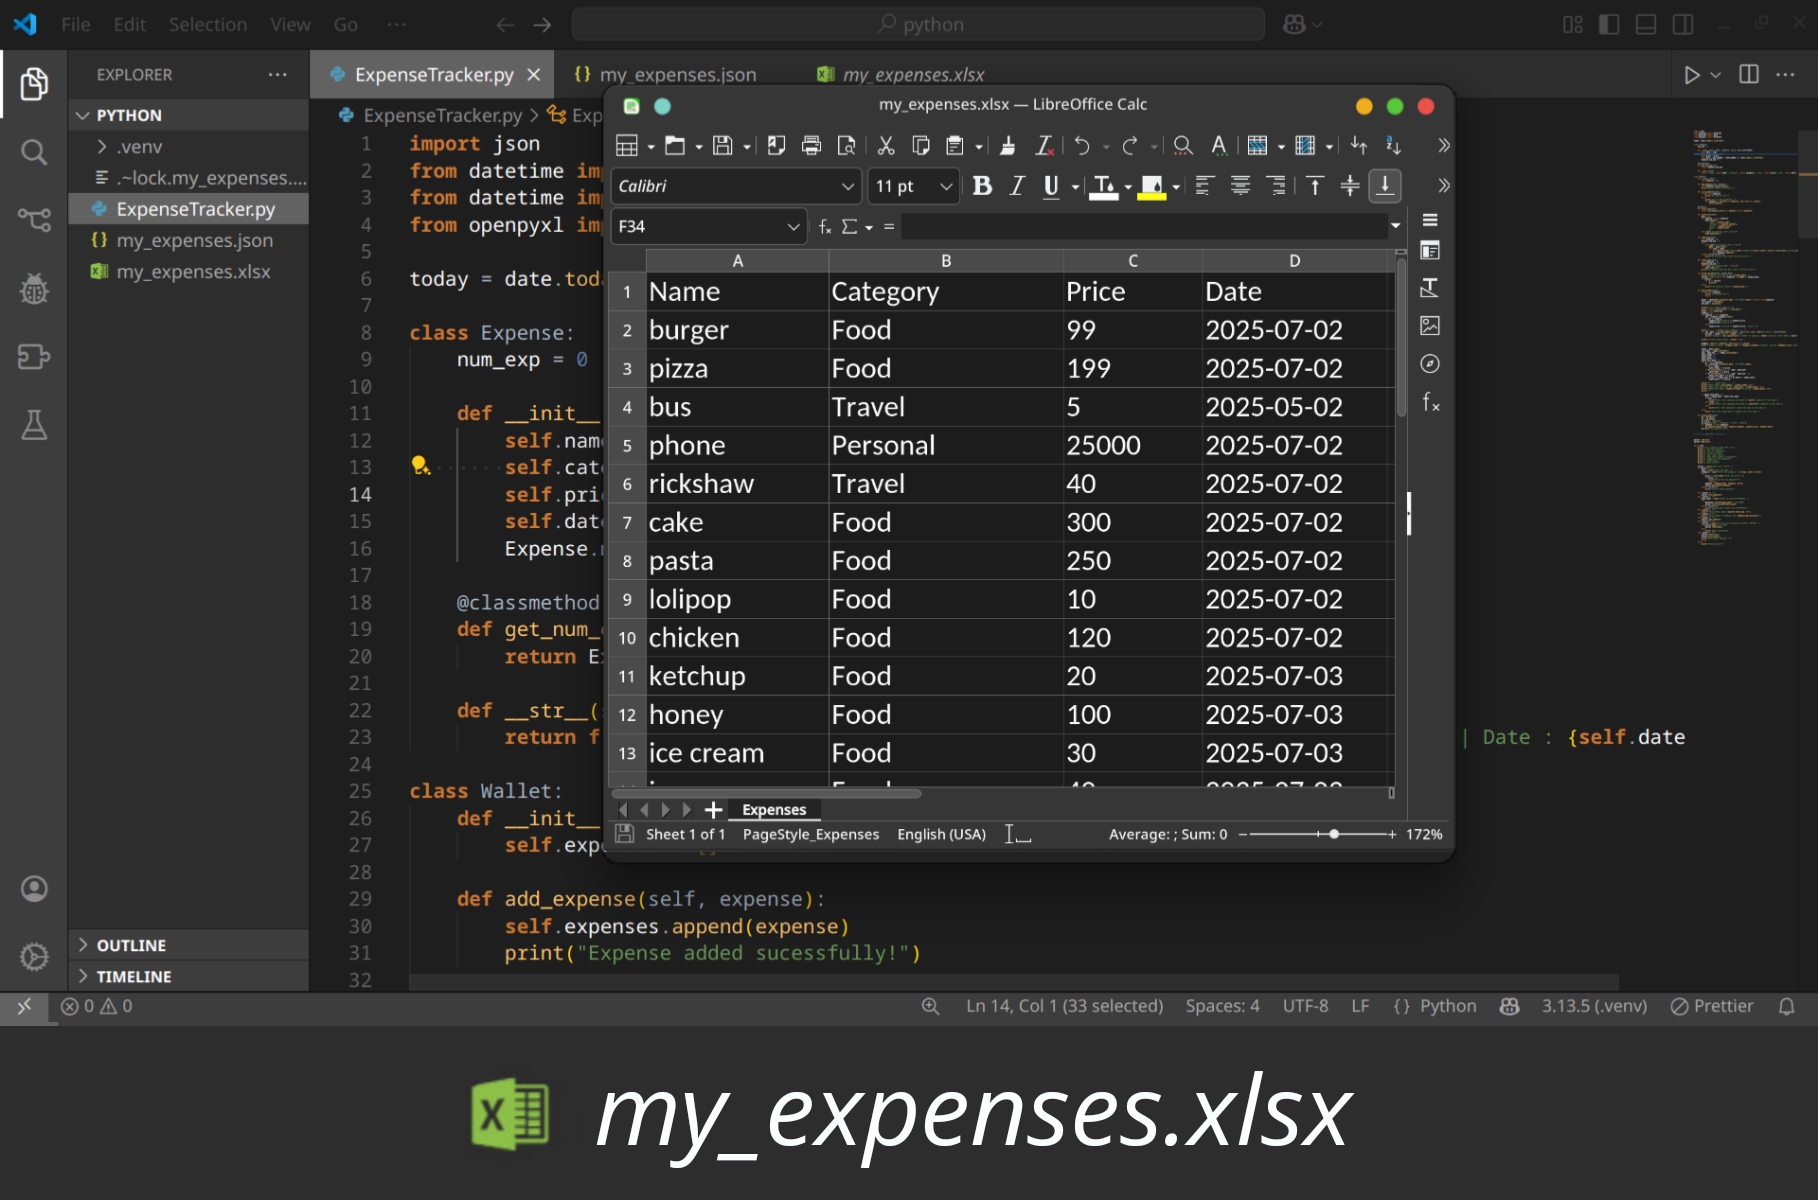 File Edit Selection View Go ··· python
EXPLORER ···
PYTHON
.venv
.~lock.my_expenses....
ExpenseTracker.py
my_expenses.json
my_expenses.xlsx
OUTLINE
TIMELINE
ExpenseTracker.py my_expenses.json my_expenses.xlsx
ExpenseTracker.py > Exp
1 import json
2 from datetime im
3 from datetime im
4 from openpyxl im
5
6 today = date.tod
7
8 class Expense:
9 num_exp = 0
10
11 def __init__
12 self.nam
13 self.cat
14 self.pri
15 self.dat
16 Expense.
17
18 @classmethod
19 def get_num_
20 return E
21
22 def __str__(
23 return f | Date : {self.date
24
25 class Wallet:
26 def __init__
27 self.exp
28
29 def add_expense(self, expense):
30 self.expenses.append(expense)
31 print("Expense added sucessfully!")
32
my_expenses.xlsx — LibreOffice Calc
Calibri 11 pt B I U
F34 fx Σ =
A B C D
1 Name Category Price Date
2 burger Food 99 2025-07-02
3 pizza Food 199 2025-07-02
4 bus Travel 5 2025-05-02
5 phone Personal 25000 2025-07-02
6 rickshaw Travel 40 2025-07-02
7 cake Food 300 2025-07-02
8 pasta Food 250 2025-07-02
9 lolipop Food 10 2025-07-02
10 chicken Food 120 2025-07-02
11 ketchup Food 20 2025-07-03
12 honey Food 100 2025-07-03
13 ice cream Food 30 2025-07-03
Expenses
Sheet 1 of 1 PageStyle_Expenses English (USA) Average: ; Sum: 0 172%
0 0 Ln 14, Col 1 (33 selected) Spaces: 4 UTF-8 LF {} Python 3.13.5 (.venv) Prettier
my_expenses.xlsx